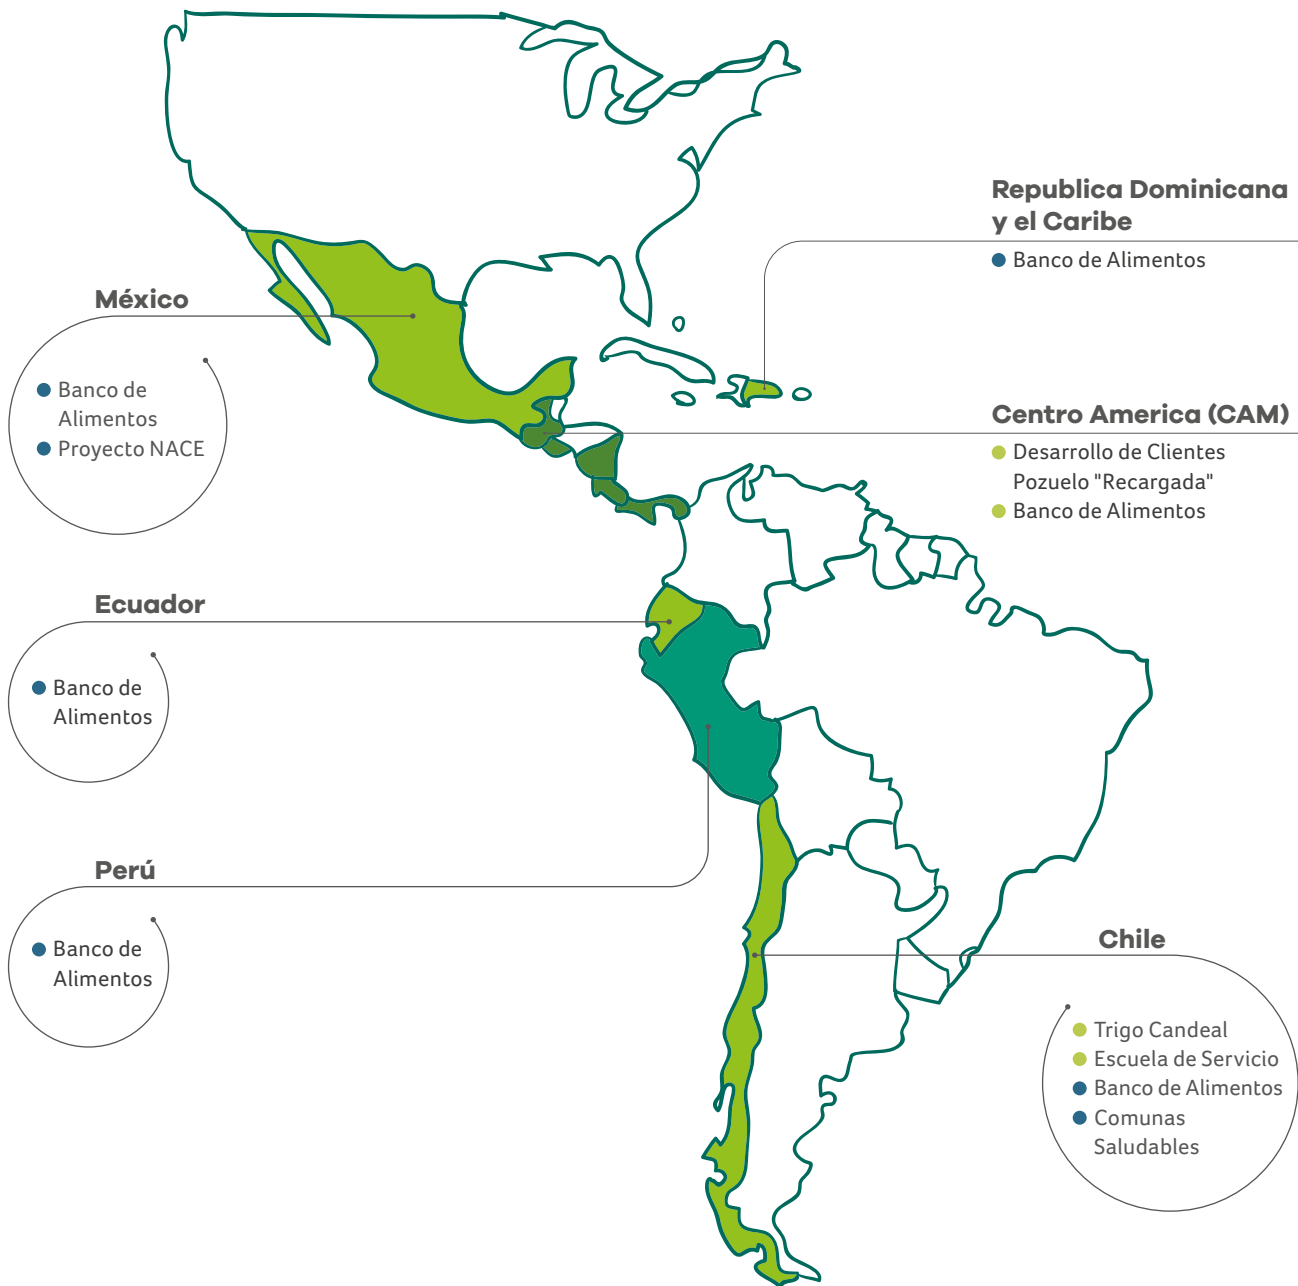 Republica Dominicana
y el Caribe
Banco de Alimentos
México
Banco de
Alimentos
Proyecto NACE
Centro America (CAM)
Desarrollo de Clientes
Pozuelo "Recargada"
Banco de Alimentos
Ecuador
Banco de
Alimentos
Perú
Banco de
Alimentos
Chile
Trigo Candeal
Escuela de Servicio
Banco de Alimentos
Comunas
Saludables